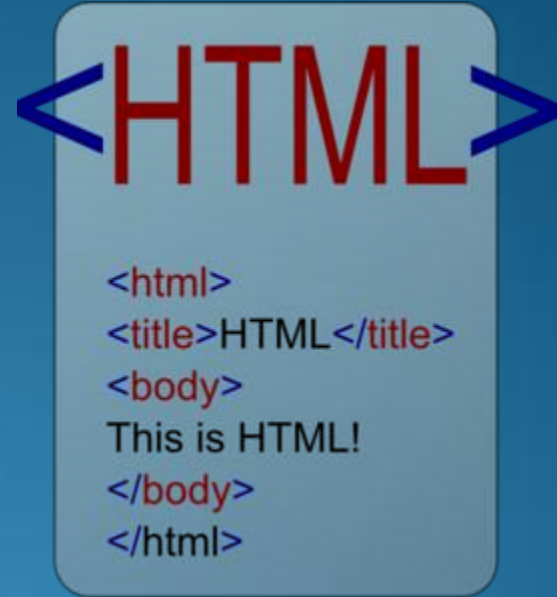 <HTML>
<html>
<title>HTML</title>
<body>
This is HTML!
</body>
</html>